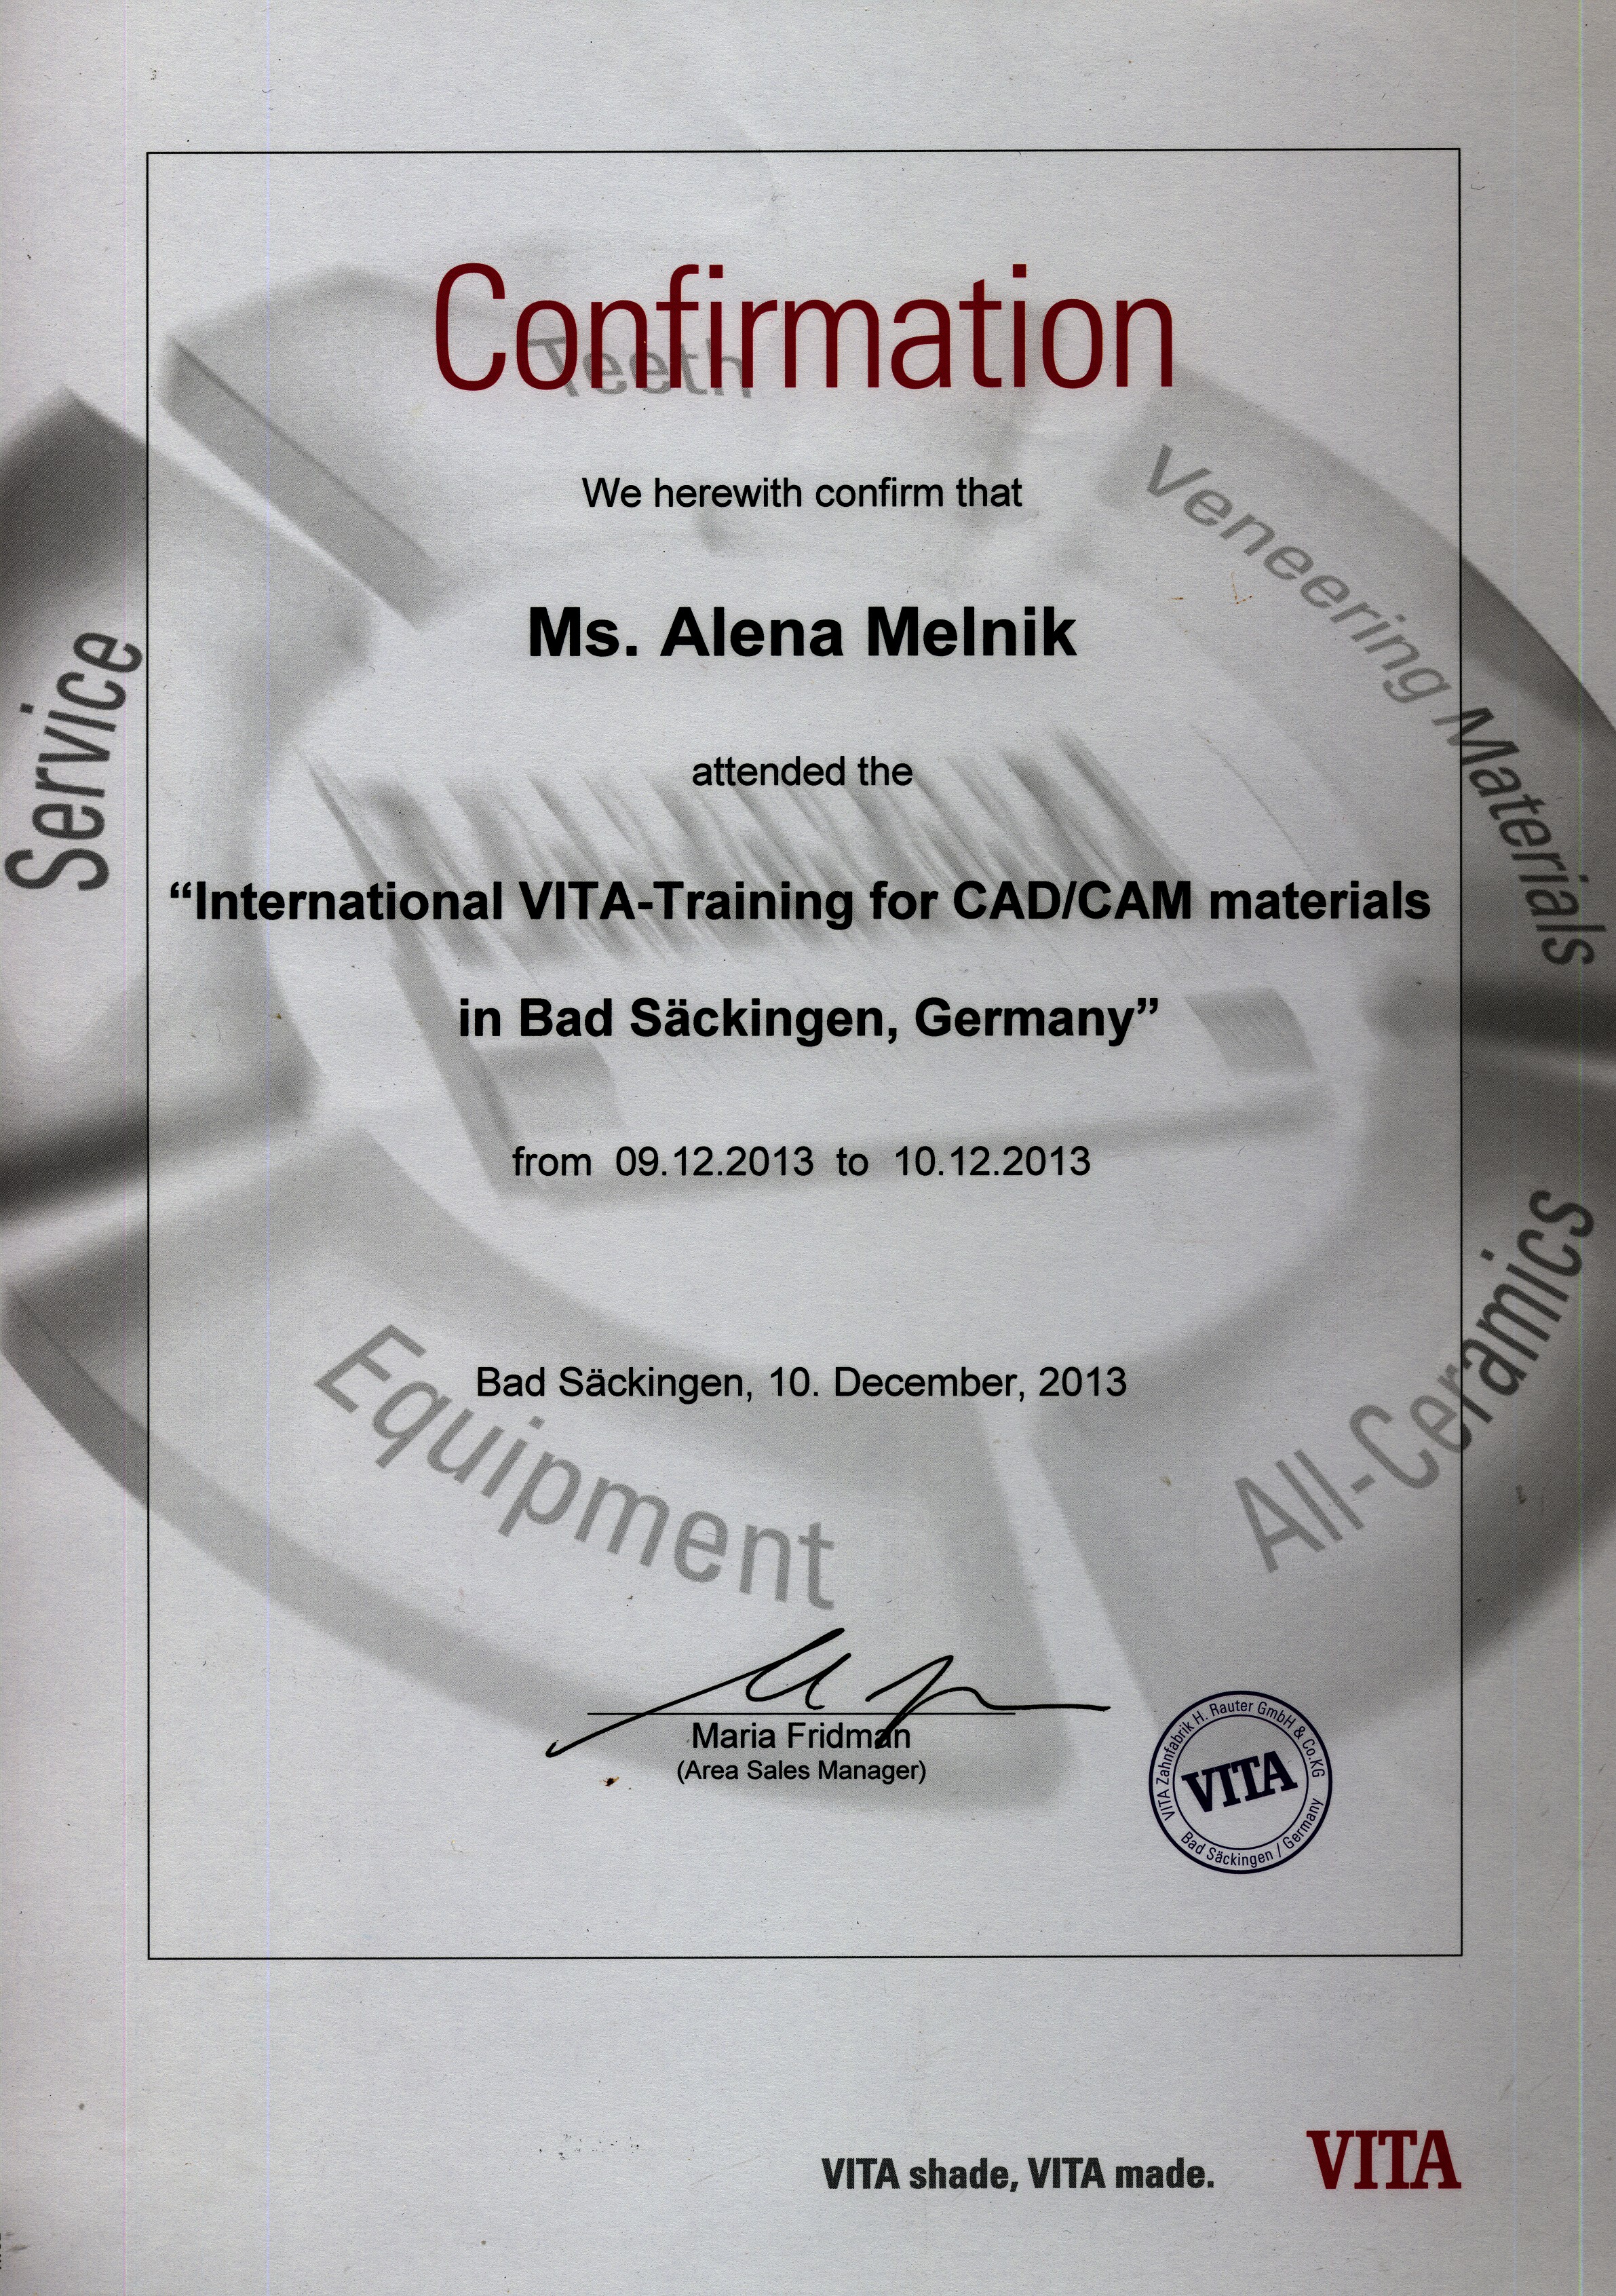 Confirmation
Teeth
We herewith confirm that
Veneering Materials
Ms. Alena Melnik
Service
attended the
“International VITA-Training for CAD/CAM materials
in Bad Säckingen, Germany”
from 09.12.2013 to 10.12.2013
Bad Säckingen, 10. December, 2013
Equipment
All-Ceramics
Maria Fridman
(Area Sales Manager)
VITA Zahnfabrik H. Rauter GmbH & Co.KG
VITA
Bad Säckingen / Germany
VITA shade, VITA made.
VITA